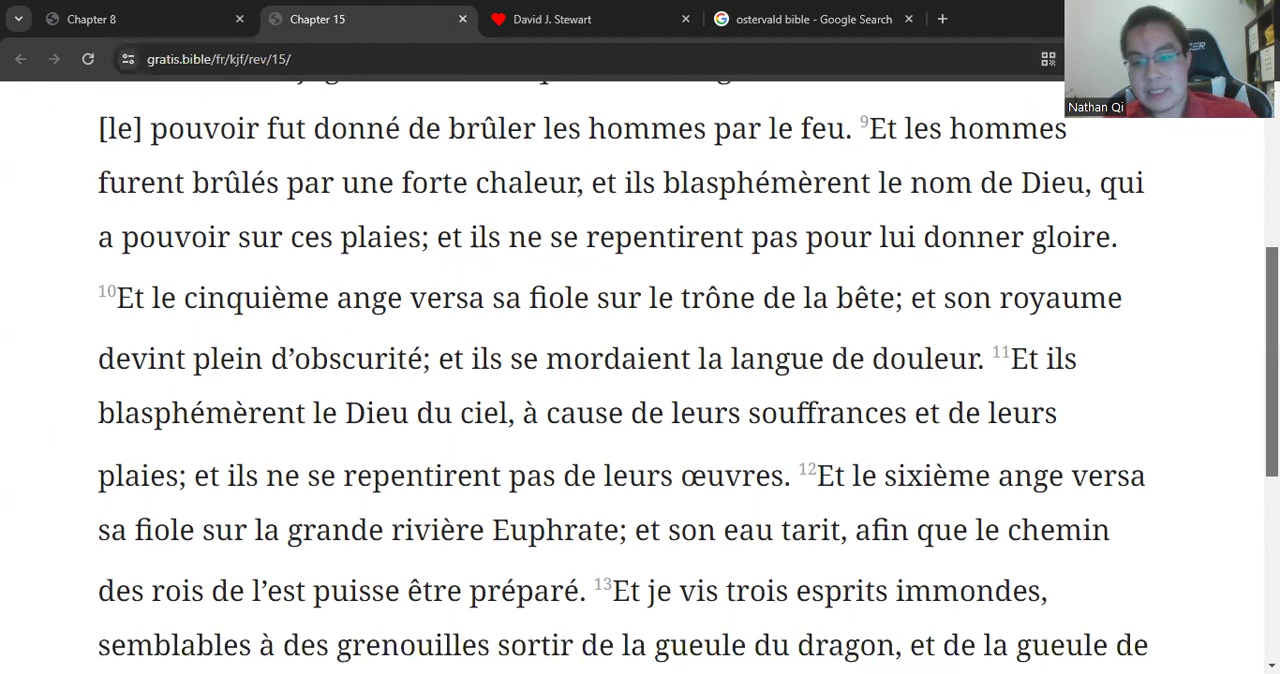 Chapter 8
Chapter 15
David J. Stewart
ostervald bible - Google Search
gratis.bible/fr/kjf/rev/15/
Nathan Qi
[le] pouvoir fut donné de brûler les hommes par le feu. 9Et les hommes
furent brûlés par une forte chaleur, et ils blasphémèrent le nom de Dieu, qui
a pouvoir sur ces plaies; et ils ne se repentirent pas pour lui donner gloire.
10Et le cinquième ange versa sa fiole sur le trône de la bête; et son royaume
devint plein d’obscurité; et ils se mordaient la langue de douleur. 11Et ils
blasphémèrent le Dieu du ciel, à cause de leurs souffrances et de leurs
plaies; et ils ne se repentirent pas de leurs œuvres. 12Et le sixième ange versa
sa fiole sur la grande rivière Euphrate; et son eau tarit, afin que le chemin
des rois de l’est puisse être préparé. 13Et je vis trois esprits immondes,
semblables à des grenouilles sortir de la gueule du dragon, et de la gueule de